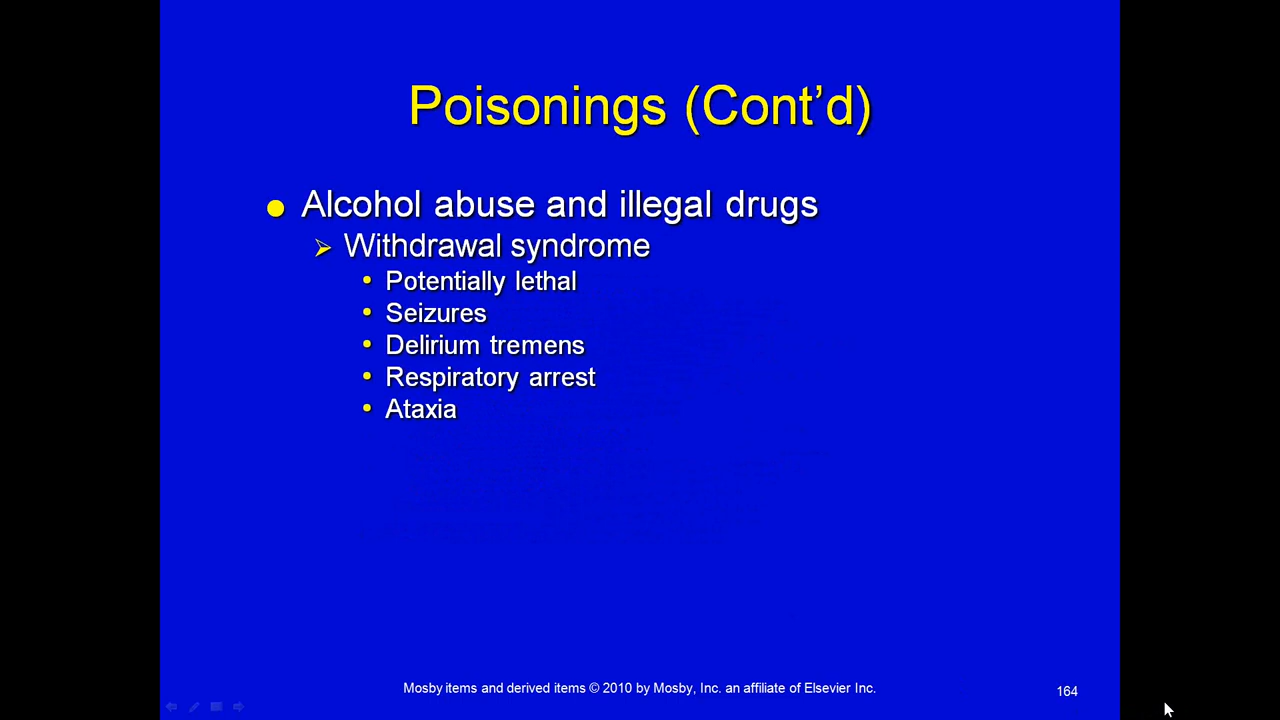 Poisonings (Cont’d)
Alcohol abuse and illegal drugs
Withdrawal syndrome
Potentially lethal
Seizures
Delirium tremens
Respiratory arrest
Ataxia
Mosby items and derived items © 2010 by Mosby, Inc. an affiliate of Elsevier Inc.
164